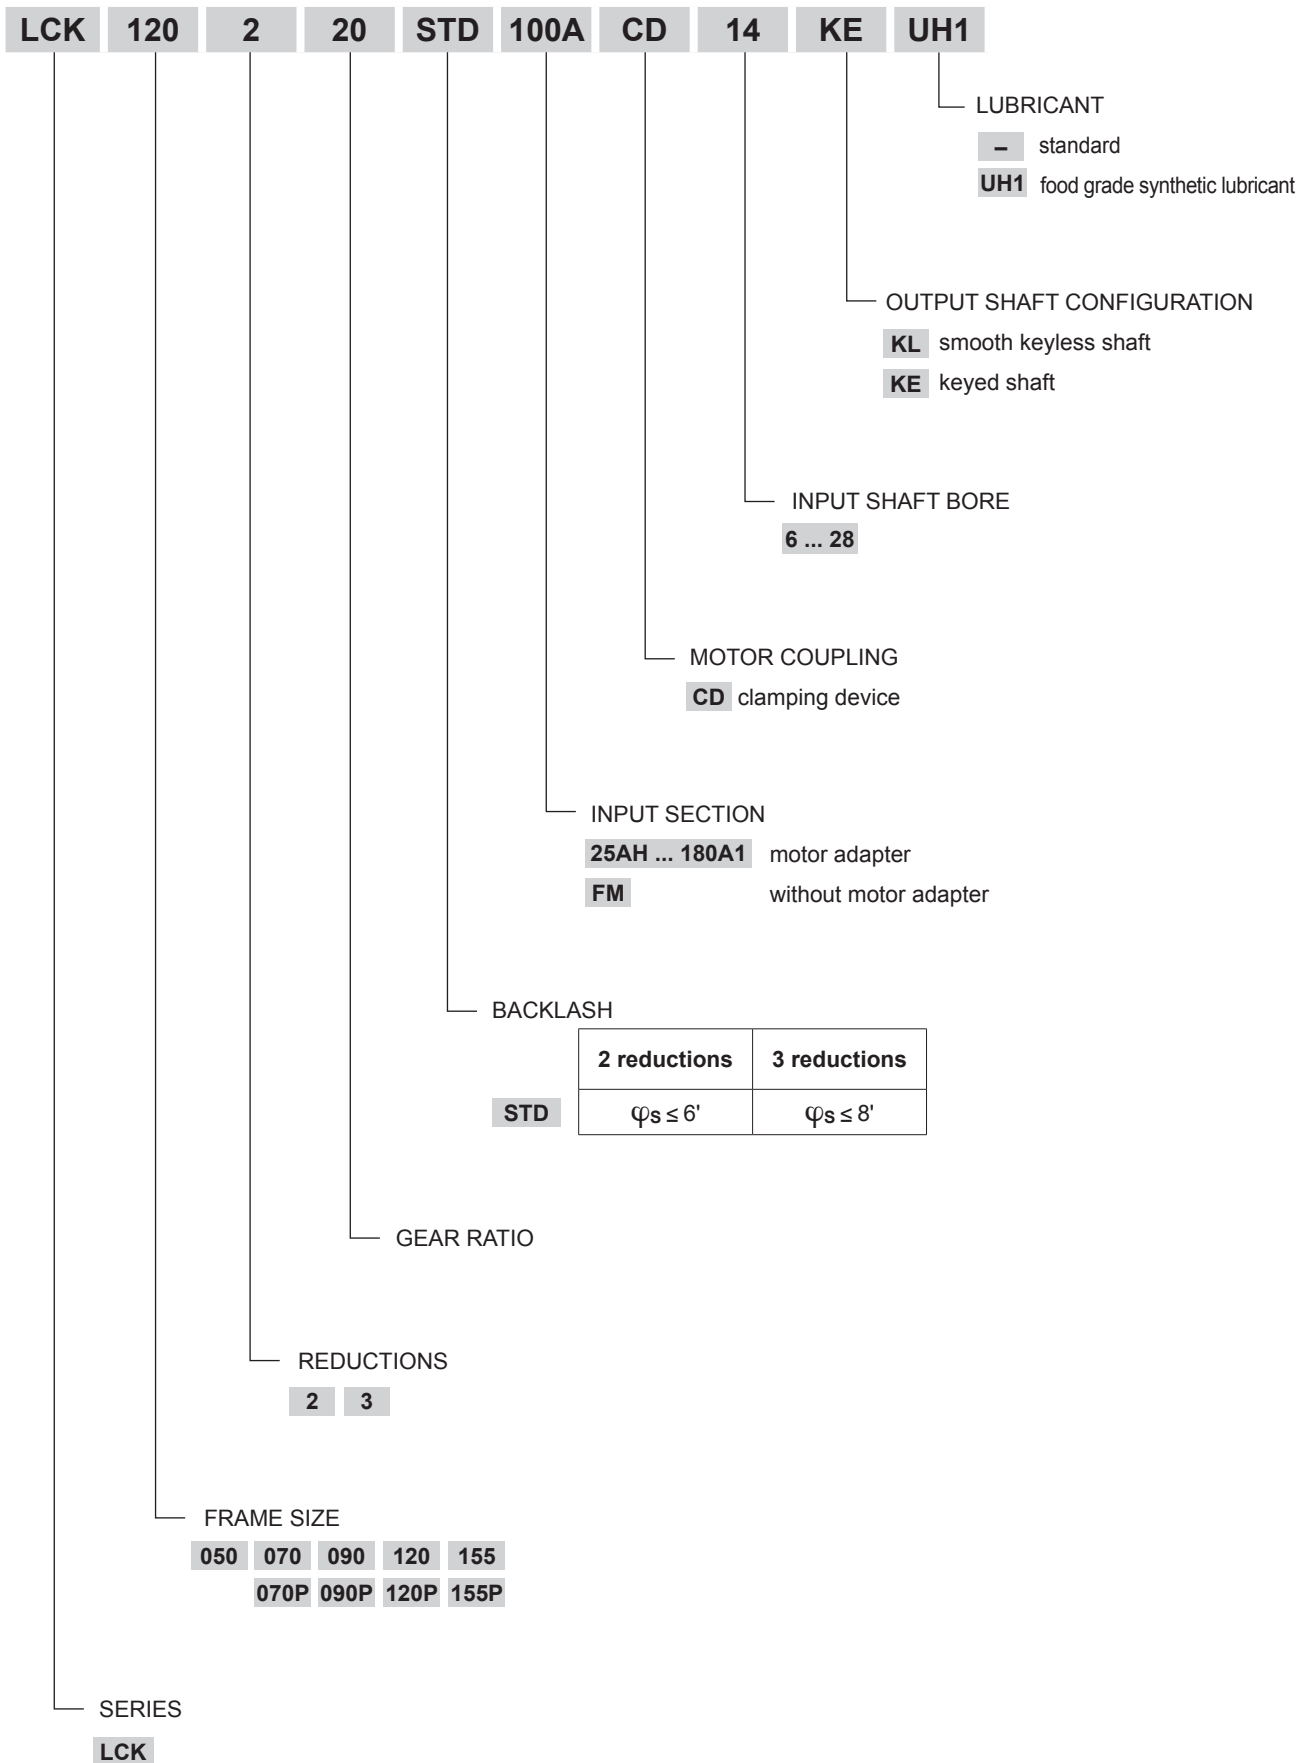 LCK 120 2 20 STD 100A CD 14 KE UH1
LUBRICANT
– standard
UH1 food grade synthetic lubricant
OUTPUT SHAFT CONFIGURATION
KL smooth keyless shaft
KE keyed shaft
INPUT SHAFT BORE
6 ... 28
MOTOR COUPLING
CD clamping device
INPUT SECTION
25AH ... 180A1 motor adapter
FM without motor adapter
BACKLASH
2 reductions 3 reductions
STD φs ≤ 6' φs ≤ 8'
GEAR RATIO
REDUCTIONS
2 3
FRAME SIZE
050 070 090 120 155
070P 090P 120P 155P
SERIES
LCK